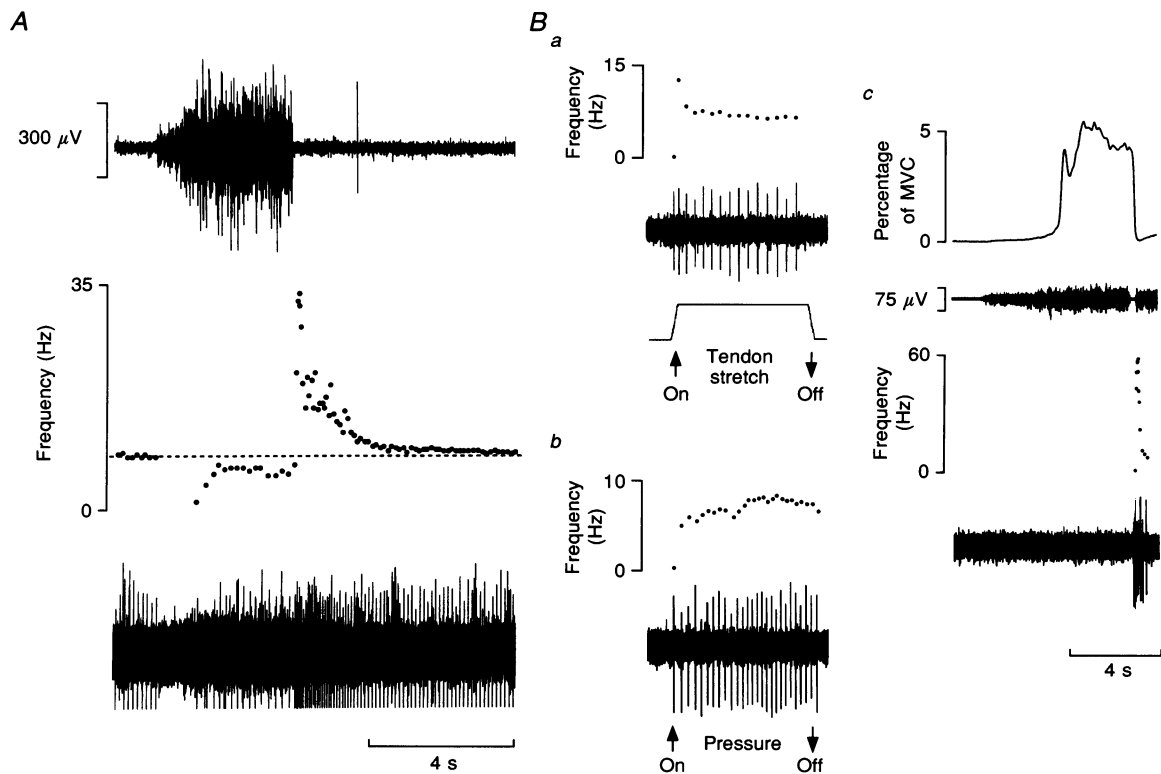 A
300 μV
35
Frequency (Hz)
0
4 s
B
a
15
Frequency
(Hz)
0
Tendon
stretch
On
Off
b
10
Frequency
(Hz)
0
Pressure
On
Off
c
5
Percentage
of MVC
0
75 μV
60
Frequency
(Hz)
0
4 s